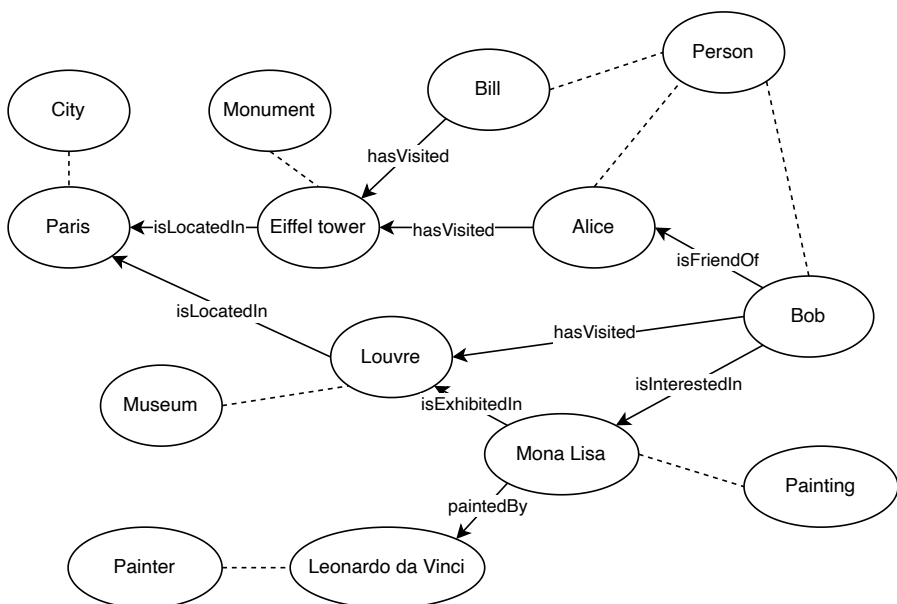 Person
Bill
City
Monument
hasVisited
Paris
isLocatedIn
Eiffel tower
hasVisited
Alice
isFriendOf
isLocatedIn
Bob
hasVisited
Louvre
isInterestedIn
Museum
isExhibitedIn
Mona Lisa
Painting
paintedBy
Painter
Leonardo da Vinci